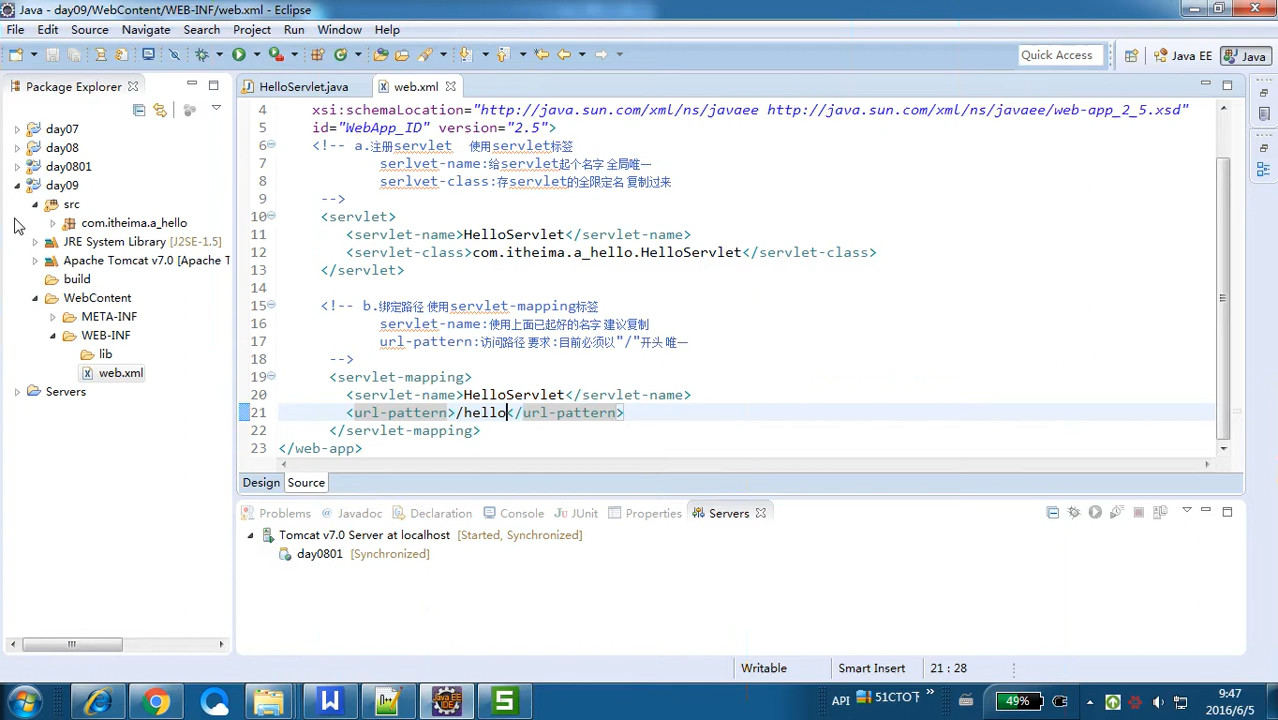 Java - day09/WebContent/WEB-INF/web.xml - Eclipse
File Edit Source Navigate Search Project Run Window Help
Quick Access Java EE Java
Package Explorer
HelloServlet.java web.xml
day07
day08
day0801
day09
src
com.itheima.a_hello
JRE System Library [J2SE-1.5]
Apache Tomcat v7.0 [Apache T
build
WebContent
META-INF
WEB-INF
lib
web.xml
Servers
4 xsi:schemaLocation="http://java.sun.com/xml/ns/javaee http://java.sun.com/xml/ns/javaee/web-app_2_5.xsd"
5 id="WebApp_ID" version="2.5">
6 <!-- a.注册servlet 使用servlet标签
7 serlvet-name:给servlet起个名字 全局唯一
8 serlvet-class:存servlet的全限定名 复制过来
9 -->
10 <servlet>
11 <servlet-name>HelloServlet</servlet-name>
12 <servlet-class>com.itheima.a_hello.HelloServlet</servlet-class>
13 </servlet>
14
15 <!-- b.绑定路径 使用servlet-mapping标签
16 servlet-name:使用上面已起好的名字 建议复制
17 url-pattern:访问路径 要求:目前必须以"/"开头 唯一
18 -->
19 <servlet-mapping>
20 <servlet-name>HelloServlet</servlet-name>
21 <url-pattern>/hello</url-pattern>
22 </servlet-mapping>
23 </web-app>
Design Source
Problems Javadoc Declaration Console JUnit Properties Servers
Tomcat v7.0 Server at localhost [Started, Synchronized]
day0801 [Synchronized]
Writable Smart Insert 21 : 28
API 51CTO下 49% 9:47
2016/6/5